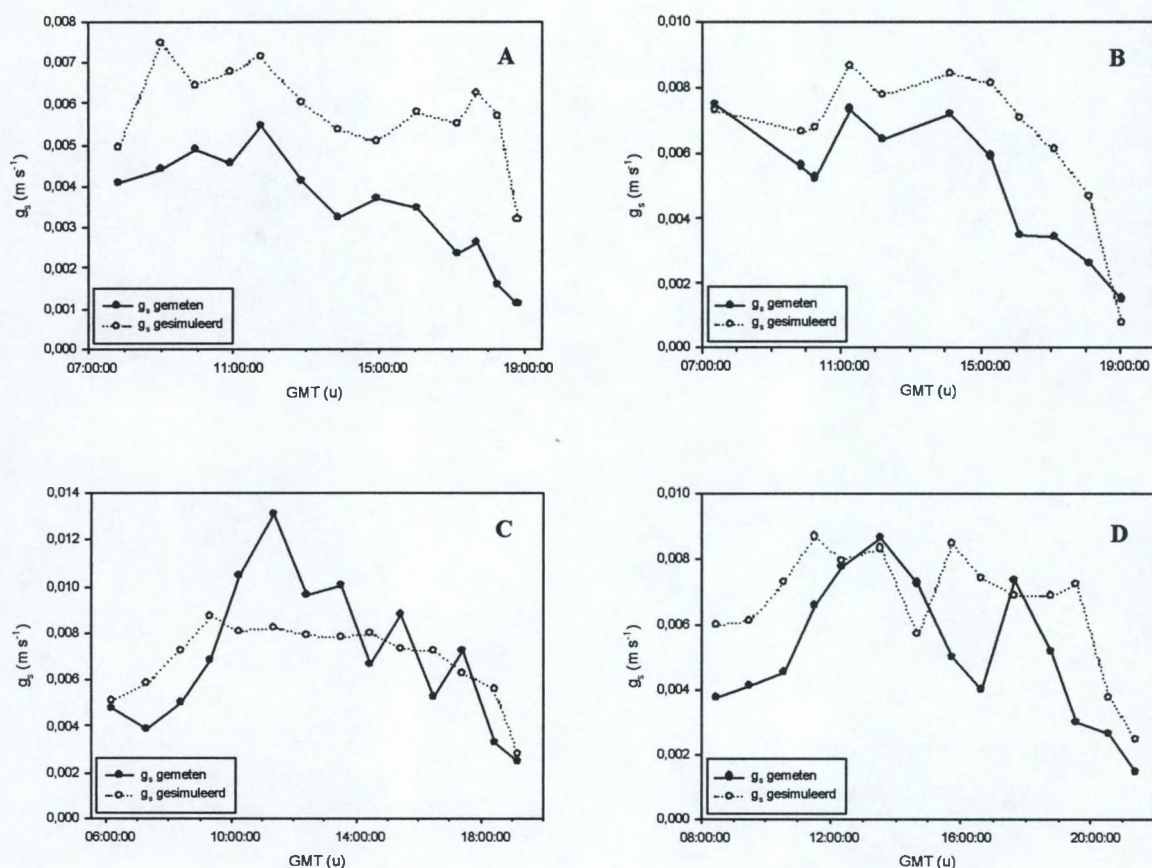 A
0,008
0,007
0,006
0,005
0,004
0,003
0,002
0,001
0,000
gs (m s-1)
gs gemeten
gs gesimuleerd
07:00:00 11:00:00 15:00:00 19:00:00
GMT (u)
B
0,010
0,008
0,006
0,004
0,002
0,000
gs (m s-1)
gs gemeten
gs gesimuleerd
07:00:00 11:00:00 15:00:00 19:00:00
GMT (u)
C
0,014
0,012
0,010
0,008
0,006
0,004
0,002
0,000
gs (m s-1)
gs gemeten
gs gesimuleerd
06:00:00 10:00:00 14:00:00 18:00:00
GMT (u)
D
0,010
0,008
0,006
0,004
0,002
0,000
gs (m s-1)
gs gemeten
gs gesimuleerd
08:00:00 12:00:00 16:00:00 20:00:00
GMT (u)